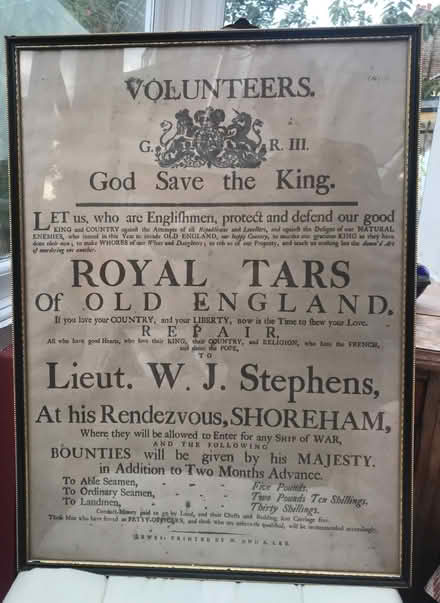 VOLUNTEERS.
G. R. III.
God Save the King.
LET us, who are Engliſhmen, protect and defend our good
KING and COUNTRY againſt the Attempts of all Republicans and Levellers, and againſt the Deſigns of our NATURAL
ENEMIES, who intend in this Year to invade OLD ENGLAND, our happy Country, to murder our gracious KING as they have
done their own; to make WHORES of our Wives and Daughters; to rob us of our Property, and teach us nothing but the damn'd Art
of murdering one another.
ROYAL TARS
Of OLD ENGLAND,
If you love your COUNTRY, and your LIBERTY, now is the Time to ſhew your Love.
REPAIR,
All who have good Hearts, who love their KING, their COUNTRY, and RELIGION, who hate the FRENCH,
and damn the POPE,
TO
Lieut. W. J. Stephens,
At his Rendezvous, SHOREHAM,
Where they will be allowed to Enter for any SHIP of WAR,
AND THE FOLLOWING
BOUNTIES will be given by his MAJESTY,
in Addition to Two Months Advance.
To Able Seamen, - - - Five Pounds.
To Ordinary Seamen, - - - Two Pounds Ten Shillings.
To Landmen, - - - Thirty Shillings.
Conduct-Money paid to go by Land, and their Cheſts and Bedding ſent Carriage free.
Thoſe Men who have ſerved as PETTY-OFFICERS, and thoſe who are otherwiſe qualified, will be recommended accordingly.
LEWES: PRINTED BY W. AND A. LEE.